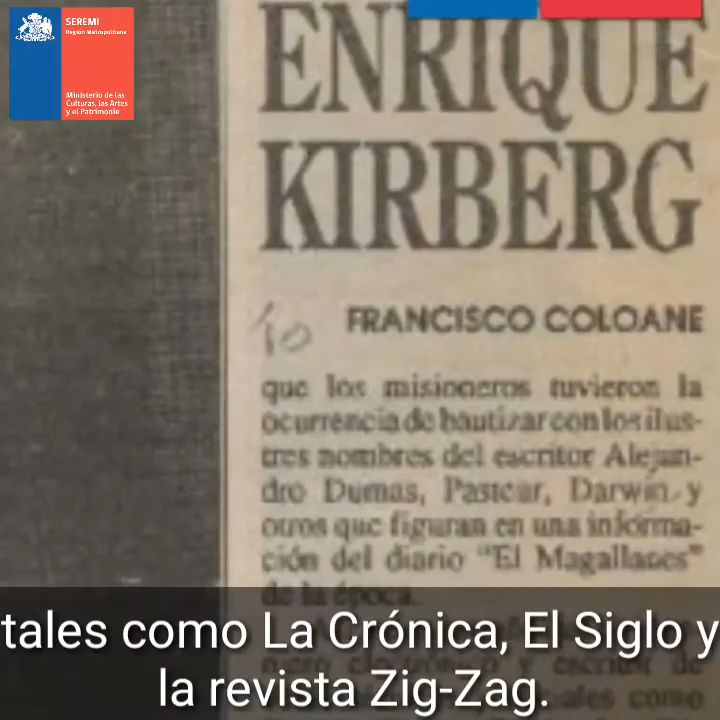 SEREMI
Región Metropolitana
Ministerio de las
Culturas, las Artes
y el Patrimonio
ENRIQUE
KIRBERG
10
FRANCISCO COLOANE
que los misioneros tuvieron la
ocurrencia de bautizar con los ilus-
tres nombres del escritor Alejan-
dro Dumas, Pasteur, Darwin y
otros que figuran en una informa-
ción del diario "El Magallanes"
de la época.
tales como La Crónica, El Siglo y
la revista Zig-Zag.